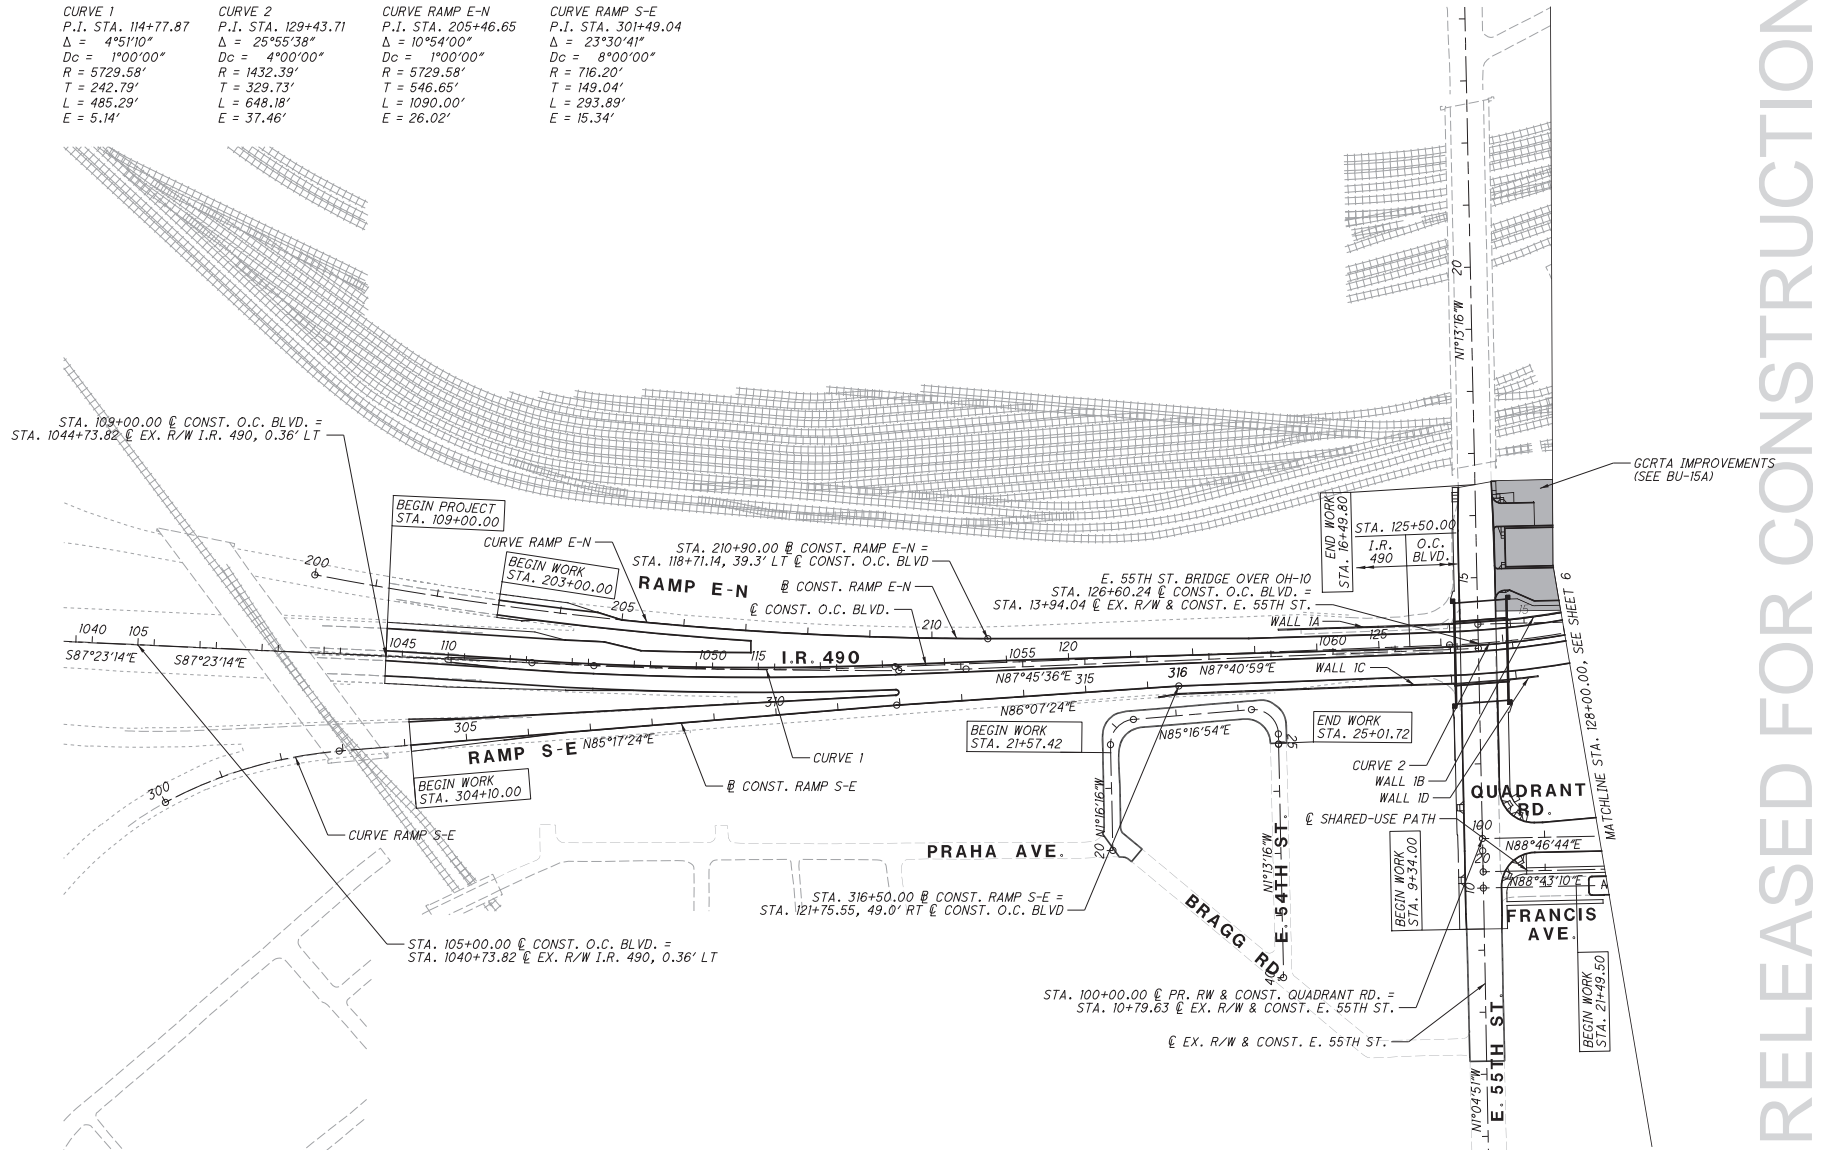 CURVE 1
P.I. STA. 114+77.87
Δ = 4°51'10"
Dc = 1°00'00"
R = 5729.58'
T = 242.79'
L = 485.29'
E = 5.14'
CURVE 2
P.I. STA. 129+43.71
Δ = 25°55'38"
Dc = 4°00'00"
R = 1432.39'
T = 329.73'
L = 648.18'
E = 37.46'
CURVE RAMP E-N
P.I. STA. 205+46.65
Δ = 10°54'00"
Dc = 1°00'00"
R = 5729.58'
T = 546.65'
L = 1090.00'
E = 26.02'
CURVE RAMP S-E
P.I. STA. 301+49.04
Δ = 23°30'41"
Dc = 8°00'00"
R = 716.20'
T = 149.04'
L = 293.89'
E = 15.34'
RELEASED FOR CONSTRUCTION
20
N1°13'16"W
STA. 109+00.00 ℄ CONST. O.C. BLVD. =
STA. 1044+73.82 ℄ EX. R/W I.R. 490, 0.36' LT
GCRTA IMPROVEMENTS
(SEE BU-15A)
BEGIN PROJECT
STA. 109+00.00
CURVE RAMP E-N
BEGIN WORK
STA. 203+00.00
STA. 210+90.00 ␢ CONST. RAMP E-N =
STA. 118+71.14, 39.3' LT ℄ CONST. O.C. BLVD
END WORK
STA. 16+49.80
STA. 125+50.00
I.R.
490
O.C.
BLVD.
200
RAMP E-N
␢ CONST. RAMP E-N
℄ CONST. O.C. BLVD.
E. 55TH ST. BRIDGE OVER OH-10
STA. 126+60.24 ℄ CONST. O.C. BLVD. =
STA. 13+94.04 ℄ EX. R/W & CONST. E. 55TH ST.
15
15
205
210
WALL 1A
1040
105
1045
110
1050
115
I.R. 490
1055
120
1060
125
S87°23'14"E
S87°23'14"E
N87°45'36"E
315
316
N87°40'59"E
WALL 1C
MATCHLINE STA. 128+00.00, SEE SHEET 6
310
N86°07'24"E
305
RAMP S-E
N85°17'24"E
BEGIN WORK
STA. 21+57.42
N85°16'54"E
END WORK
STA. 25+01.72
25
CURVE 1
CURVE 2
WALL 1B
WALL 1D
300
BEGIN WORK
STA. 304+10.00
␢ CONST. RAMP S-E
QUADRANT
RD.
℄ SHARED-USE PATH
CURVE RAMP S-E
N1°16'16"W
20
PRAHA AVE.
100
N88°46'44"E
20
N88°43'10"E
10
A
N1°13'16"W
E. 54TH ST.
BEGIN WORK
STA. 9+34.00
STA. 316+50.00 ␢ CONST. RAMP S-E =
STA. 121+75.55, 49.0' RT ℄ CONST. O.C. BLVD
BRAGG RD.
40
FRANCIS
AVE.
STA. 105+00.00 ℄ CONST. O.C. BLVD. =
STA. 1040+73.82 ℄ EX. R/W I.R. 490, 0.36' LT
STA. 100+00.00 ℄ PR. RW & CONST. QUADRANT RD. =
STA. 10+79.63 ℄ EX. R/W & CONST. E. 55TH ST.
BEGIN WORK
STA. 21+49.50
℄ EX. R/W & CONST. E. 55TH ST.
N1°04'51"W
E. 55TH ST.